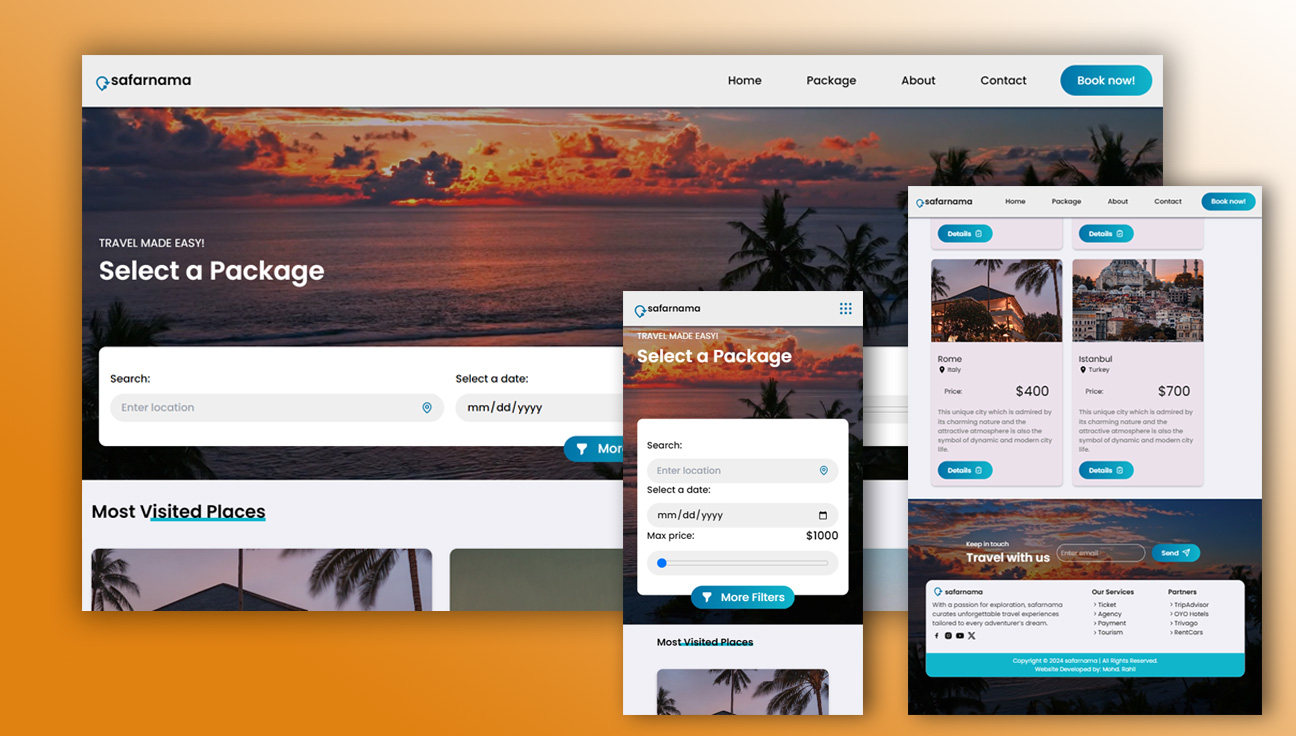 safarnama
Home
Package
About
Contact
Book now!
TRAVEL MADE EASY!
Select a Package
Search:
Enter location
Select a date:
mm/dd/yyyy
Mor
Most Visited Places
safarnama
TRAVEL MADE EASY!
Select a Package
Search:
Enter location
Select a date:
mm/dd/yyyy
Max price: $1000
More Filters
Most Visited Places
safarnama
Home
Package
About
Contact
Book now!
Details
Details
Rome
Italy
Price: $400
This unique city which is admired by
its charming nature and the
attractive atmosphere is also the
symbol of dynamic and modern city
life.
Details
Istanbul
Turkey
Price: $700
This unique city which is admired by
its charming nature and the
attractive atmosphere is also the
symbol of dynamic and modern city
life.
Details
Keep in touch
Travel with us
Enter email
Send
safarnama
With a passion for exploration, safarnama
curates unforgettable travel experiences
tailored to every adventurer's dream.
Our Services
› Ticket
› Agency
› Payment
› Tourism
Partners
› TripAdvisor
› OYO Hotels
› Trivago
› RentCars
Copyright © 2024 safarnama | All Rights Reserved.
Website Developed by: Mohd. Rahil